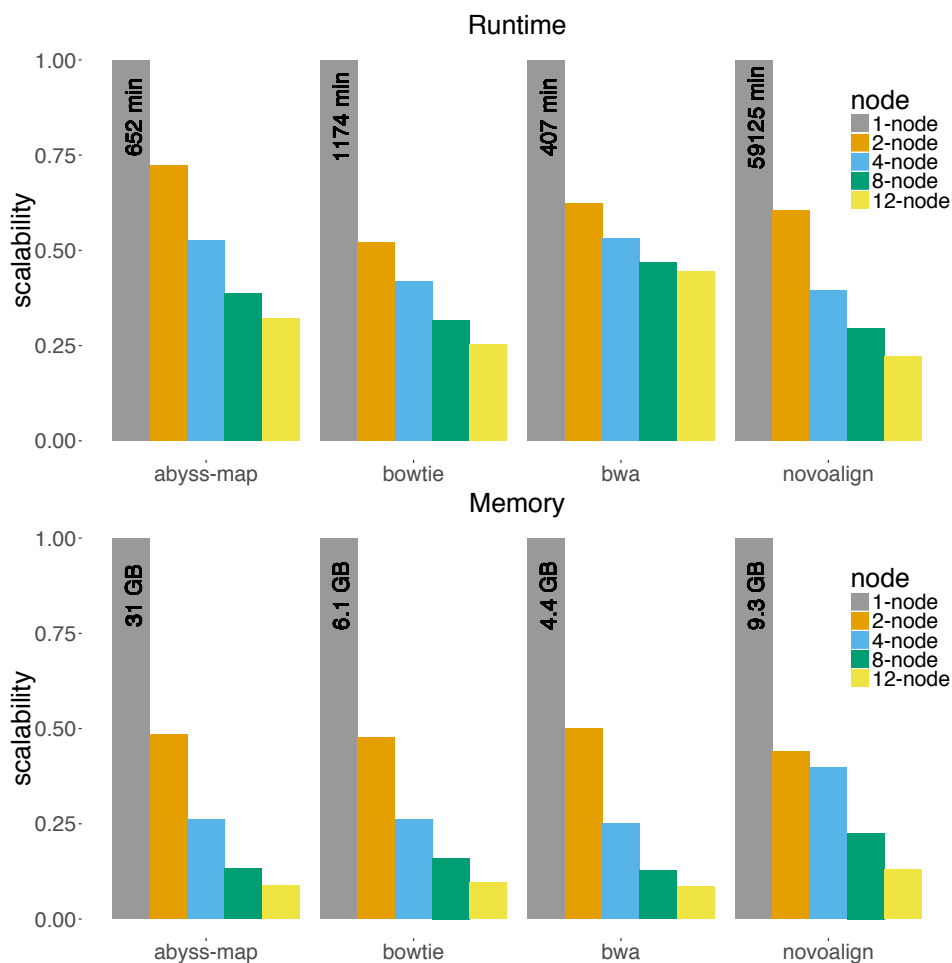 Runtime
scalability
1.00
0.75
0.50
0.25
0.00
652 min
1174 min
407 min
59125 min
node
1-node
2-node
4-node
8-node
12-node
abyss-map
bowtie
bwa
novoalign
Memory
scalability
1.00
0.75
0.50
0.25
0.00
31 GB
6.1 GB
4.4 GB
9.3 GB
node
1-node
2-node
4-node
8-node
12-node
abyss-map
bowtie
bwa
novoalign